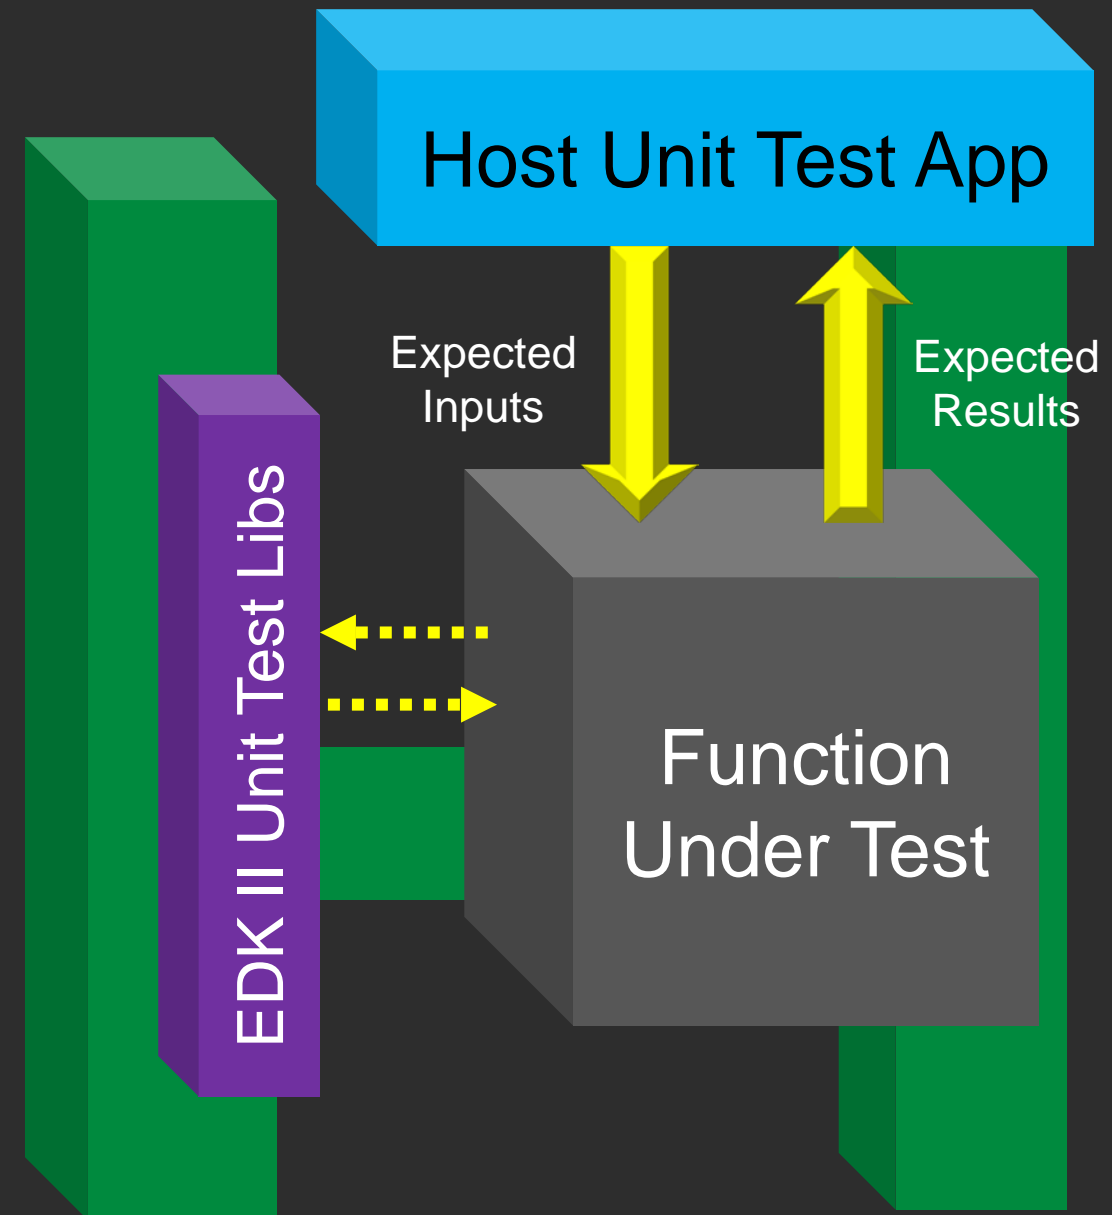 Host Unit Test App
Expected
Inputs
Expected
Results
EDK II Unit Test Libs
Function
Under Test